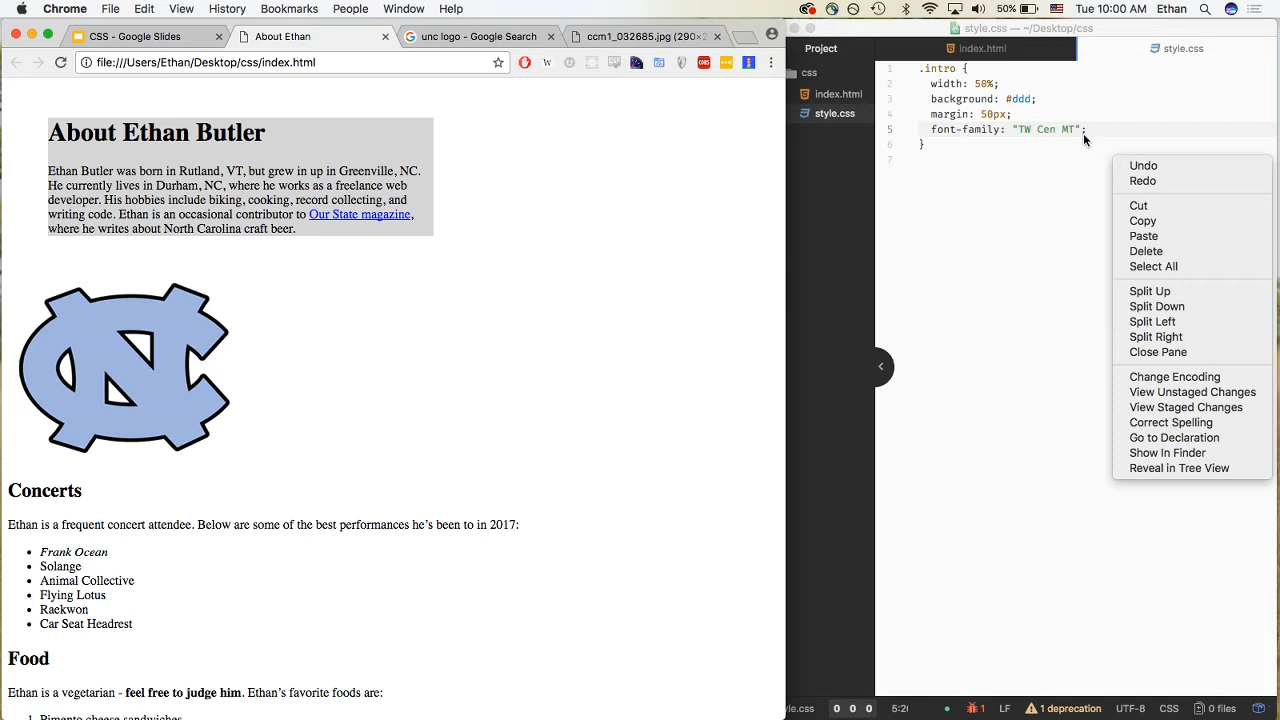 Chrome File Edit View History Bookmarks People Window Help 50% Tue 10:00 AM Ethan
Google Slides
unc logo - Google Search
ccm1_032685.jpg (299×2
file:///Users/Ethan/Desktop/css/index.html
About Ethan Butler
Ethan Butler was born in Rutland, VT, but grew in up in Greenville, NC.
He currently lives in Durham, NC, where he works as a freelance web
developer. His hobbies include biking, cooking, record collecting, and
writing code. Ethan is an occasional contributor to Our State magazine,
where he writes about North Carolina craft beer.
NC
Concerts
Ethan is a frequent concert attendee. Below are some of the best performances he's been to in 2017:
• Frank Ocean
• Solange
• Animal Collective
• Flying Lotus
• Raekwon
• Car Seat Headrest
Food
Ethan is a vegetarian - feel free to judge him. Ethan's favorite foods are:
1. Pimento cheese sandwiches
style.css — ~/Desktop/css
Project
index.html
style.css
css
index.html
style.css
1 .intro {
2 width: 50%;
3 background: #ddd;
4 margin: 50px;
5 font-family: "TW Cen MT";
6 }
7
Undo
Redo
Cut
Copy
Paste
Delete
Select All
Split Up
Split Down
Split Left
Split Right
Close Pane
Change Encoding
View Unstaged Changes
View Staged Changes
Correct Spelling
Go to Declaration
Show In Finder
Reveal in Tree View
le.css 0 0 0 5:20 1 LF 1 deprecation UTF-8 CSS 0 files